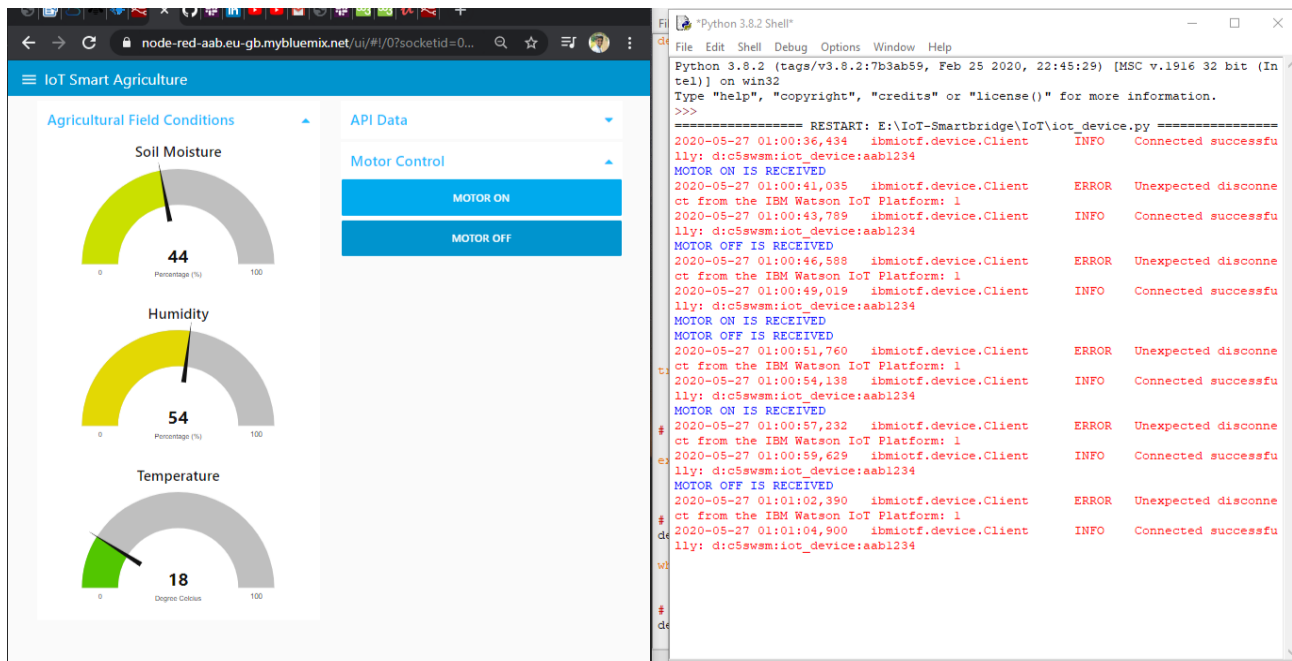 node-red-aab.eu-gb.mybluemix.net/ui/#!/0?socketid=0...
IoT Smart Agriculture
Agricultural Field Conditions
Soil Moisture
44
0
Percentage (%)
100
Humidity
54
0
Percentage (%)
100
Temperature
18
0
Degree Celcius
100
API Data
Motor Control
MOTOR ON
MOTOR OFF
*Python 3.8.2 Shell*
File Edit Shell Debug Options Window Help
Python 3.8.2 (tags/v3.8.2:7b3ab59, Feb 25 2020, 22:45:29) [MSC v.1916 32 bit (In
tel)] on win32
Type "help", "copyright", "credits" or "license()" for more information.
>>>
================= RESTART: E:\IoT-Smartbridge\IoT\iot_device.py ================
2020-05-27 01:00:36,434 ibmiotf.device.Client INFO Connected successfu
lly: d:c5swsm:iot_device:aab1234
MOTOR ON IS RECEIVED
2020-05-27 01:00:41,035 ibmiotf.device.Client ERROR Unexpected disconne
ct from the IBM Watson IoT Platform: 1
2020-05-27 01:00:43,789 ibmiotf.device.Client INFO Connected successfu
lly: d:c5swsm:iot_device:aab1234
MOTOR OFF IS RECEIVED
2020-05-27 01:00:46,588 ibmiotf.device.Client ERROR Unexpected disconne
ct from the IBM Watson IoT Platform: 1
2020-05-27 01:00:49,019 ibmiotf.device.Client INFO Connected successfu
lly: d:c5swsm:iot_device:aab1234
MOTOR ON IS RECEIVED
MOTOR OFF IS RECEIVED
2020-05-27 01:00:51,760 ibmiotf.device.Client ERROR Unexpected disconne
ct from the IBM Watson IoT Platform: 1
2020-05-27 01:00:54,138 ibmiotf.device.Client INFO Connected successfu
lly: d:c5swsm:iot_device:aab1234
MOTOR ON IS RECEIVED
2020-05-27 01:00:57,232 ibmiotf.device.Client ERROR Unexpected disconne
ct from the IBM Watson IoT Platform: 1
2020-05-27 01:00:59,629 ibmiotf.device.Client INFO Connected successfu
lly: d:c5swsm:iot_device:aab1234
MOTOR OFF IS RECEIVED
2020-05-27 01:01:02,390 ibmiotf.device.Client ERROR Unexpected disconne
ct from the IBM Watson IoT Platform: 1
2020-05-27 01:01:04,900 ibmiotf.device.Client INFO Connected successfu
lly: d:c5swsm:iot_device:aab1234